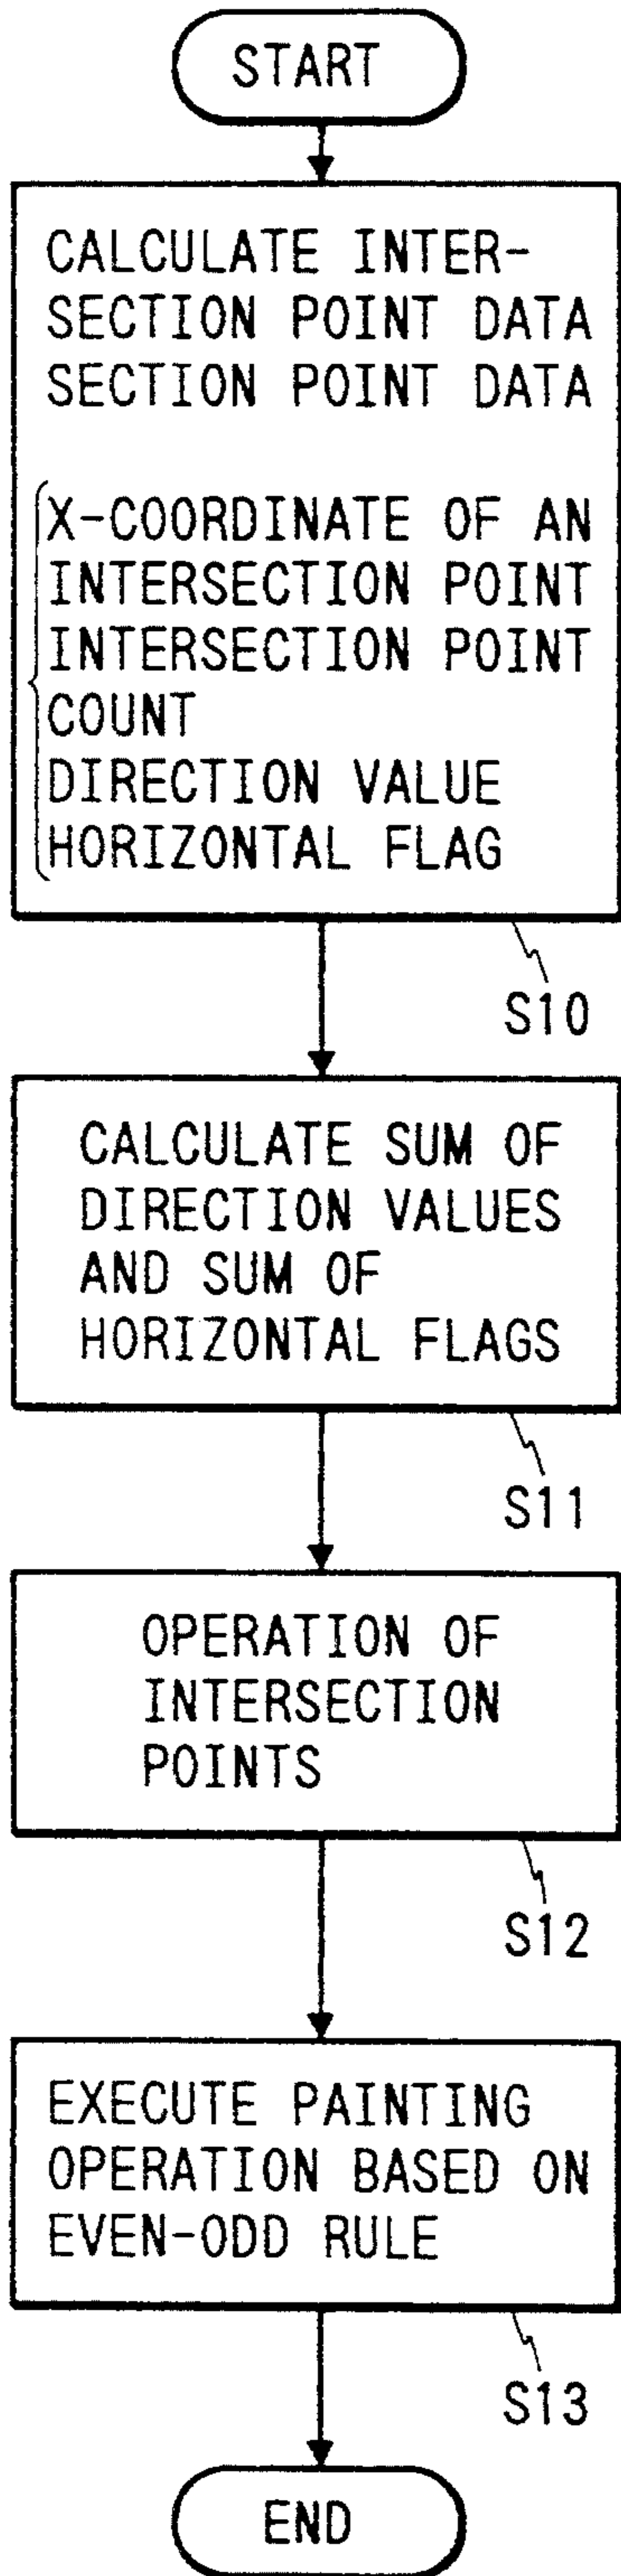 START
CALCULATE INTER-
SECTION POINT DATA
SECTION POINT DATA
X-COORDINATE OF AN
INTERSECTION POINT
INTERSECTION POINT
COUNT
DIRECTION VALUE
HORIZONTAL FLAG
S10
CALCULATE SUM OF
DIRECTION VALUES
AND SUM OF
HORIZONTAL FLAGS
S11
OPERATION OF
INTERSECTION
POINTS
S12
EXECUTE PAINTING
OPERATION BASED ON
EVEN-ODD RULE
S13
END